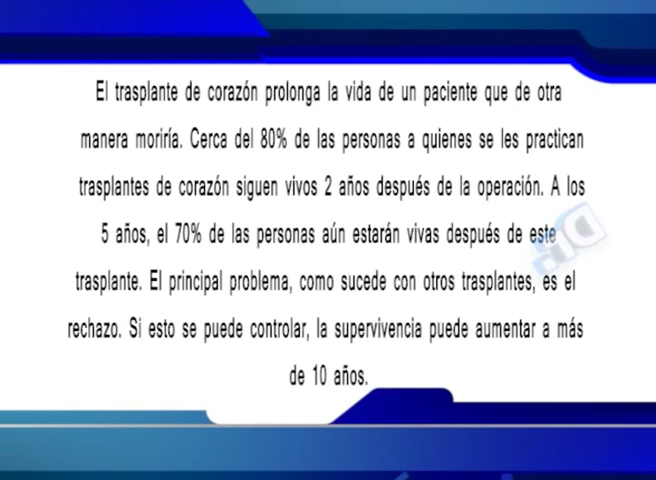 El trasplante de corazón prolonga la vida de un paciente que de otra
manera moriría. Cerca del 80% de las personas a quienes se les practican
trasplantes de corazón siguen vivos 2 años después de la operación. A los
5 años, el 70% de las personas aún estarán vivas después de este
trasplante. El principal problema, como sucede con otros trasplantes, es el
rechazo. Si esto se puede controlar, la supervivencia puede aumentar a más
de 10 años.